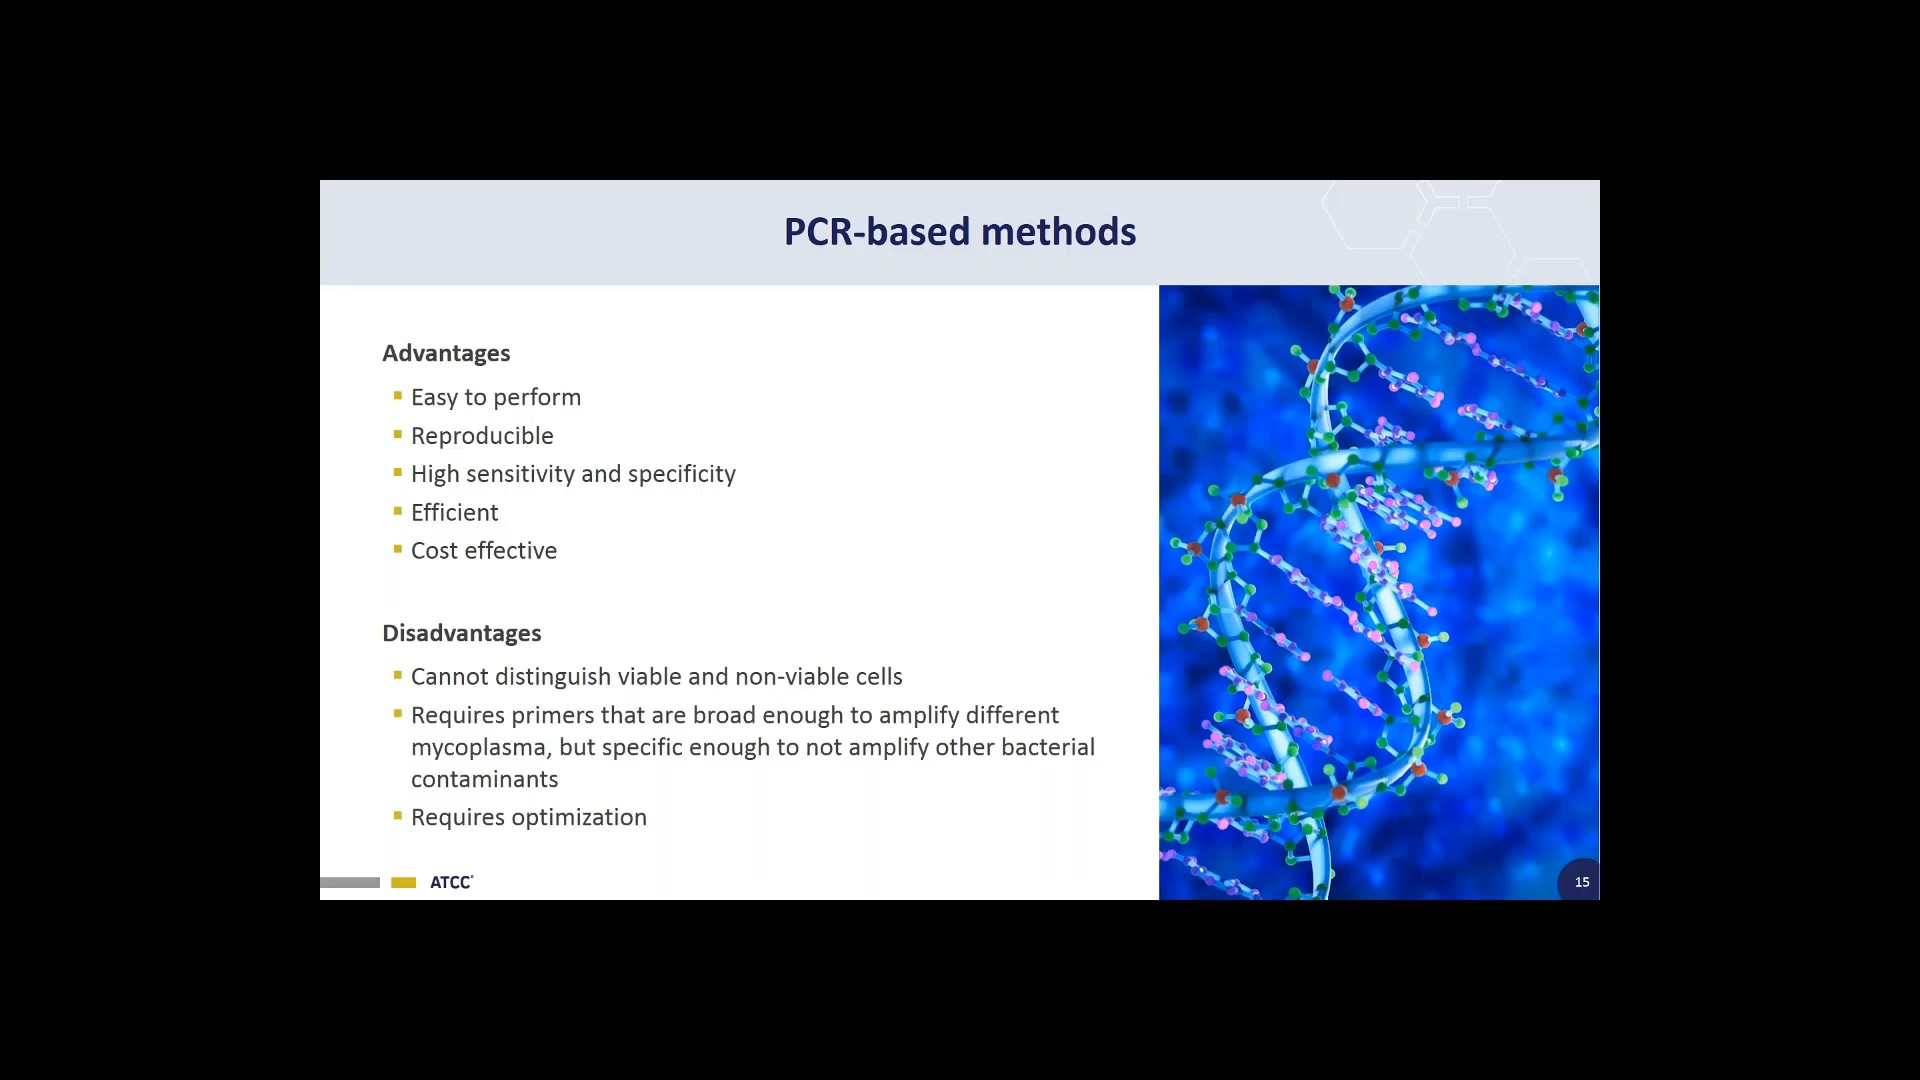 PCR-based methods
Advantages
Easy to perform
Reproducible
High sensitivity and specificity
Efficient
Cost effective
Disadvantages
Cannot distinguish viable and non-viable cells
Requires primers that are broad enough to amplify different
mycoplasma, but specific enough to not amplify other bacterial
contaminants
Requires optimization
ATCC®
15